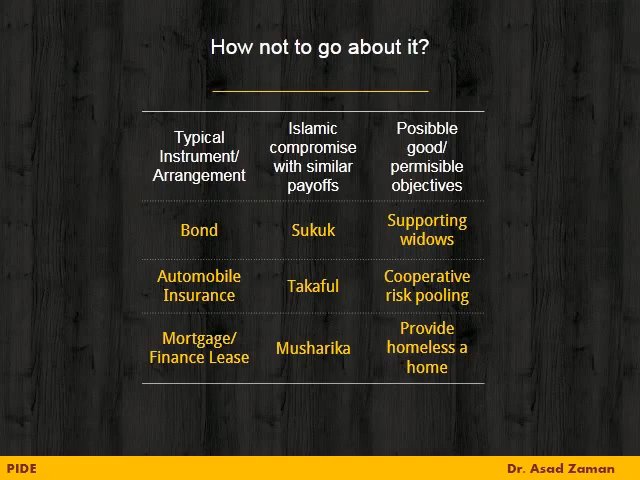 How not to go about it?
Typical
Instrument/
Arrangement
Islamic
compromise
with similar
payoffs
Posibble
good/
permisible
objectives
Bond
Sukuk
Supporting
widows
Automobile
Insurance
Takaful
Cooperative
risk pooling
Mortgage/
Finance Lease
Musharika
Provide
homeless a
home
PIDE
Dr. Asad Zaman